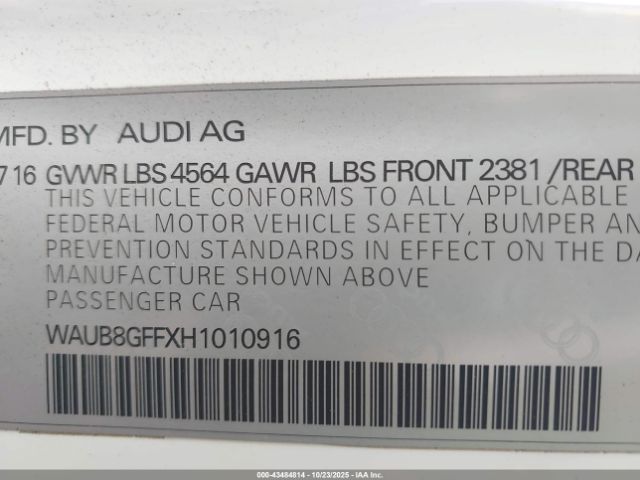 MFD. BY AUDI AG
716 GVWR LBS 4564 GAWR LBS FRONT 2381 /REAR
THIS VEHICLE CONFORMS TO ALL APPLICABLE
FEDERAL MOTOR VEHICLE SAFETY, BUMPER AN
PREVENTION STANDARDS IN EFFECT ON THE DA
MANUFACTURE SHOWN ABOVE
PASSENGER CAR
WAUB8GFFXH1010916
000-43484814 - 10/23/2025 - IAA Inc.